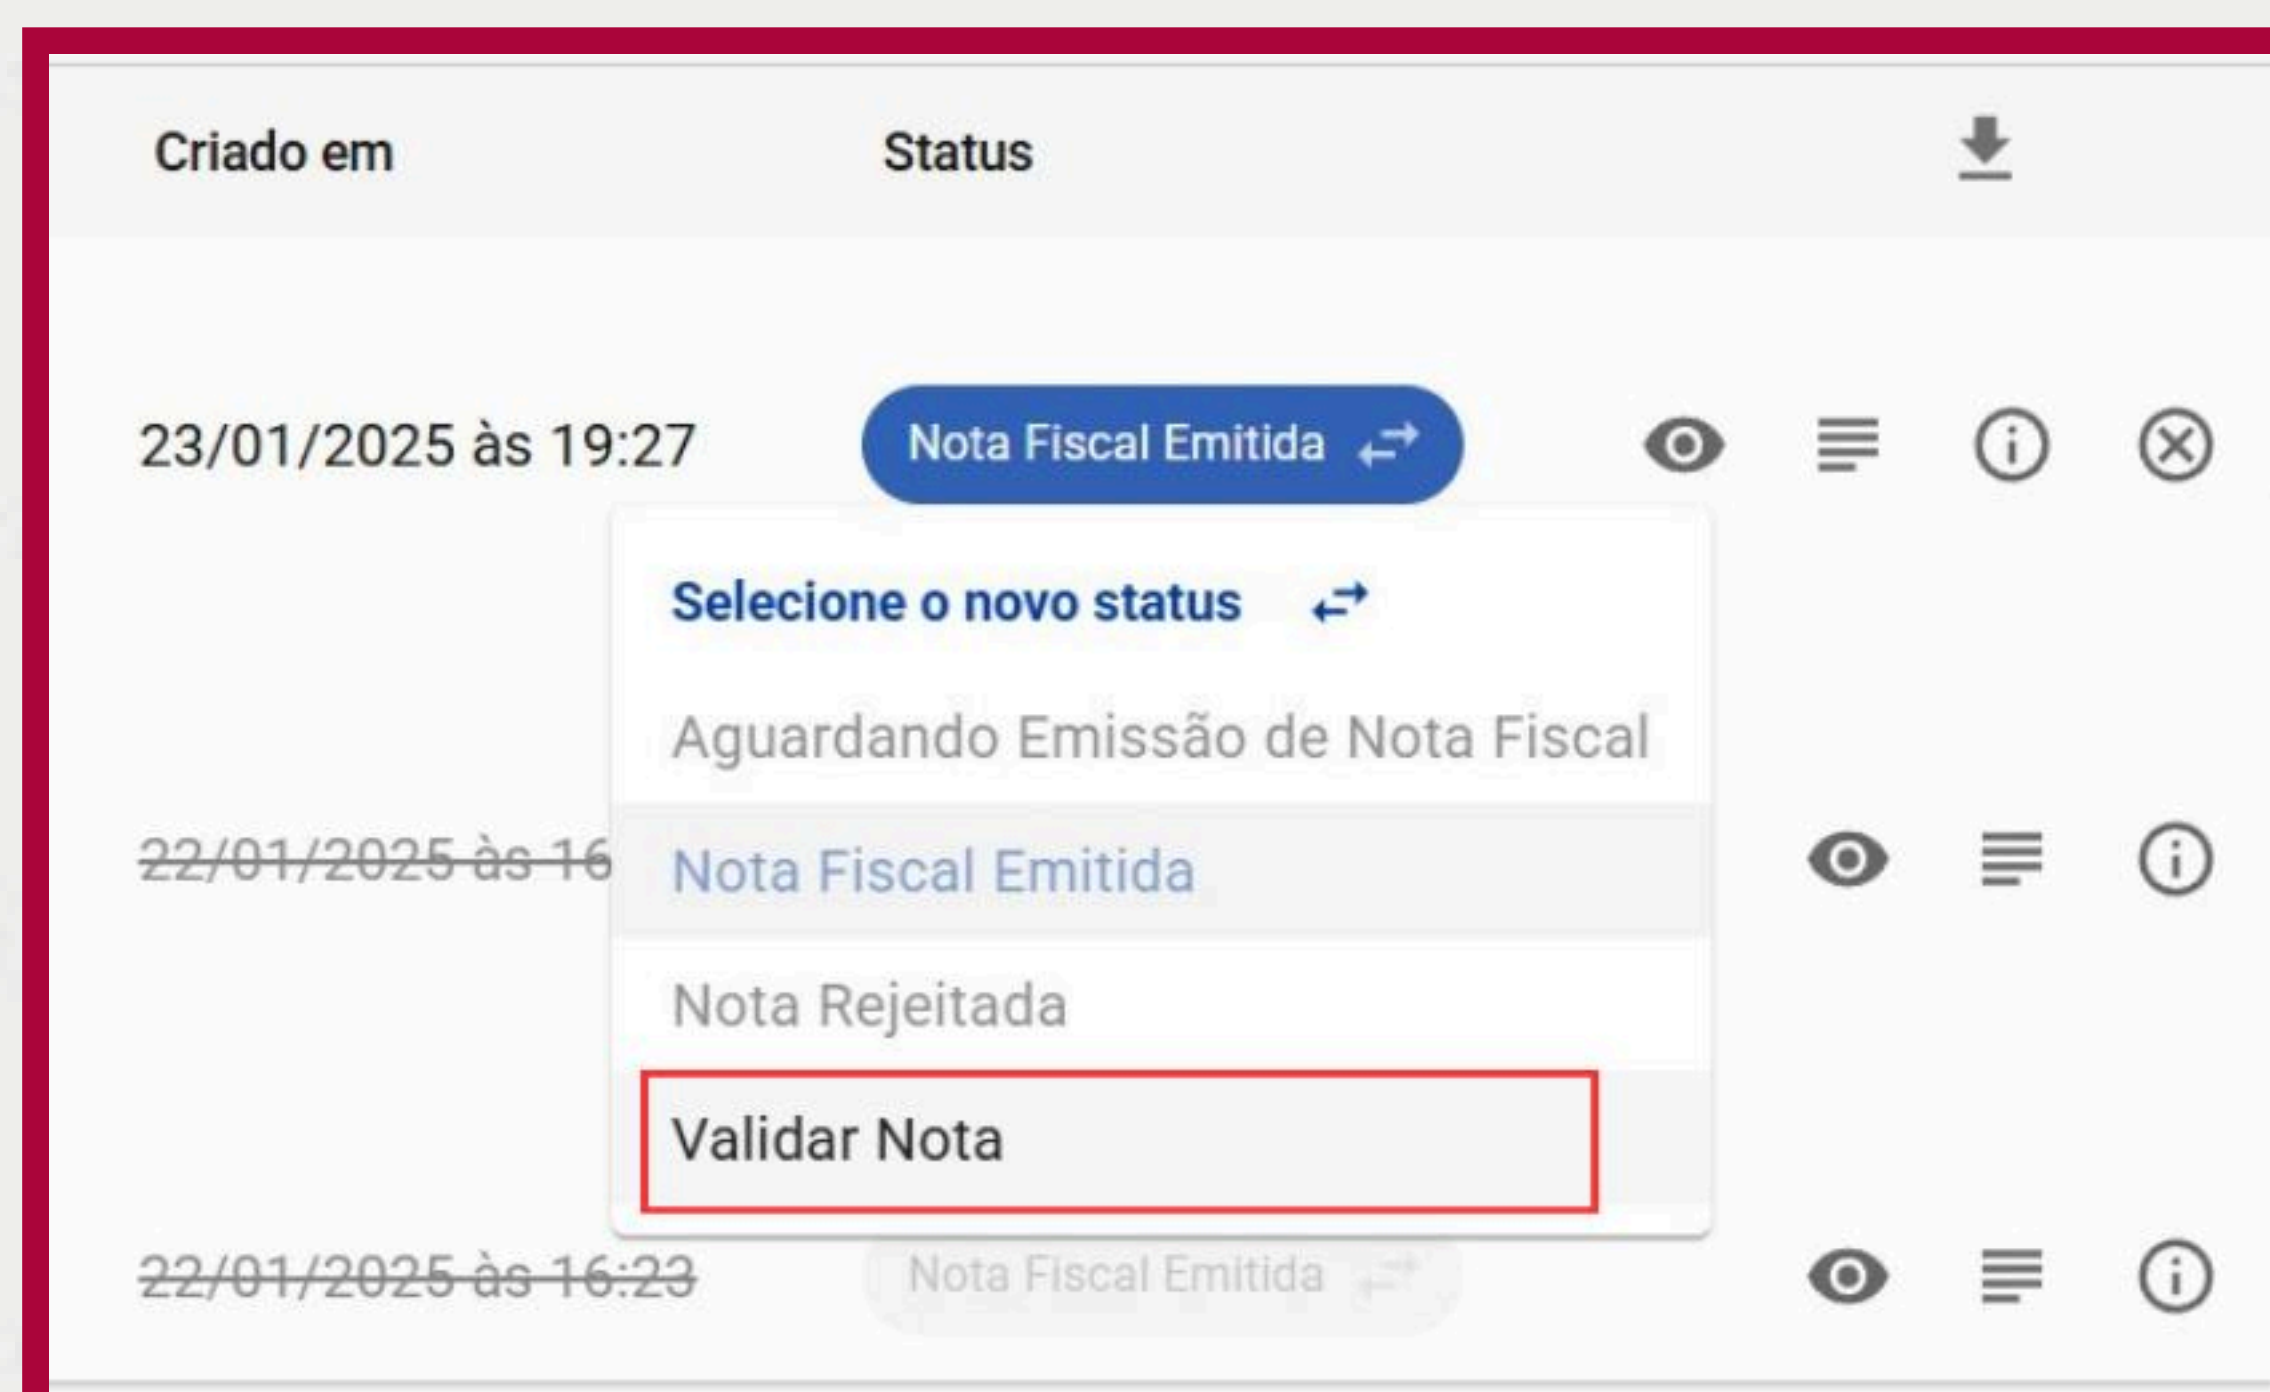 Criado em Status
23/01/2025 às 19:27 Nota Fiscal Emitida
Selecione o novo status
Aguardando Emissão de Nota Fiscal
22/01/2025 às 16 Nota Fiscal Emitida
Nota Rejeitada
Validar Nota
22/01/2025 às 16:23 Nota Fiscal Emitida